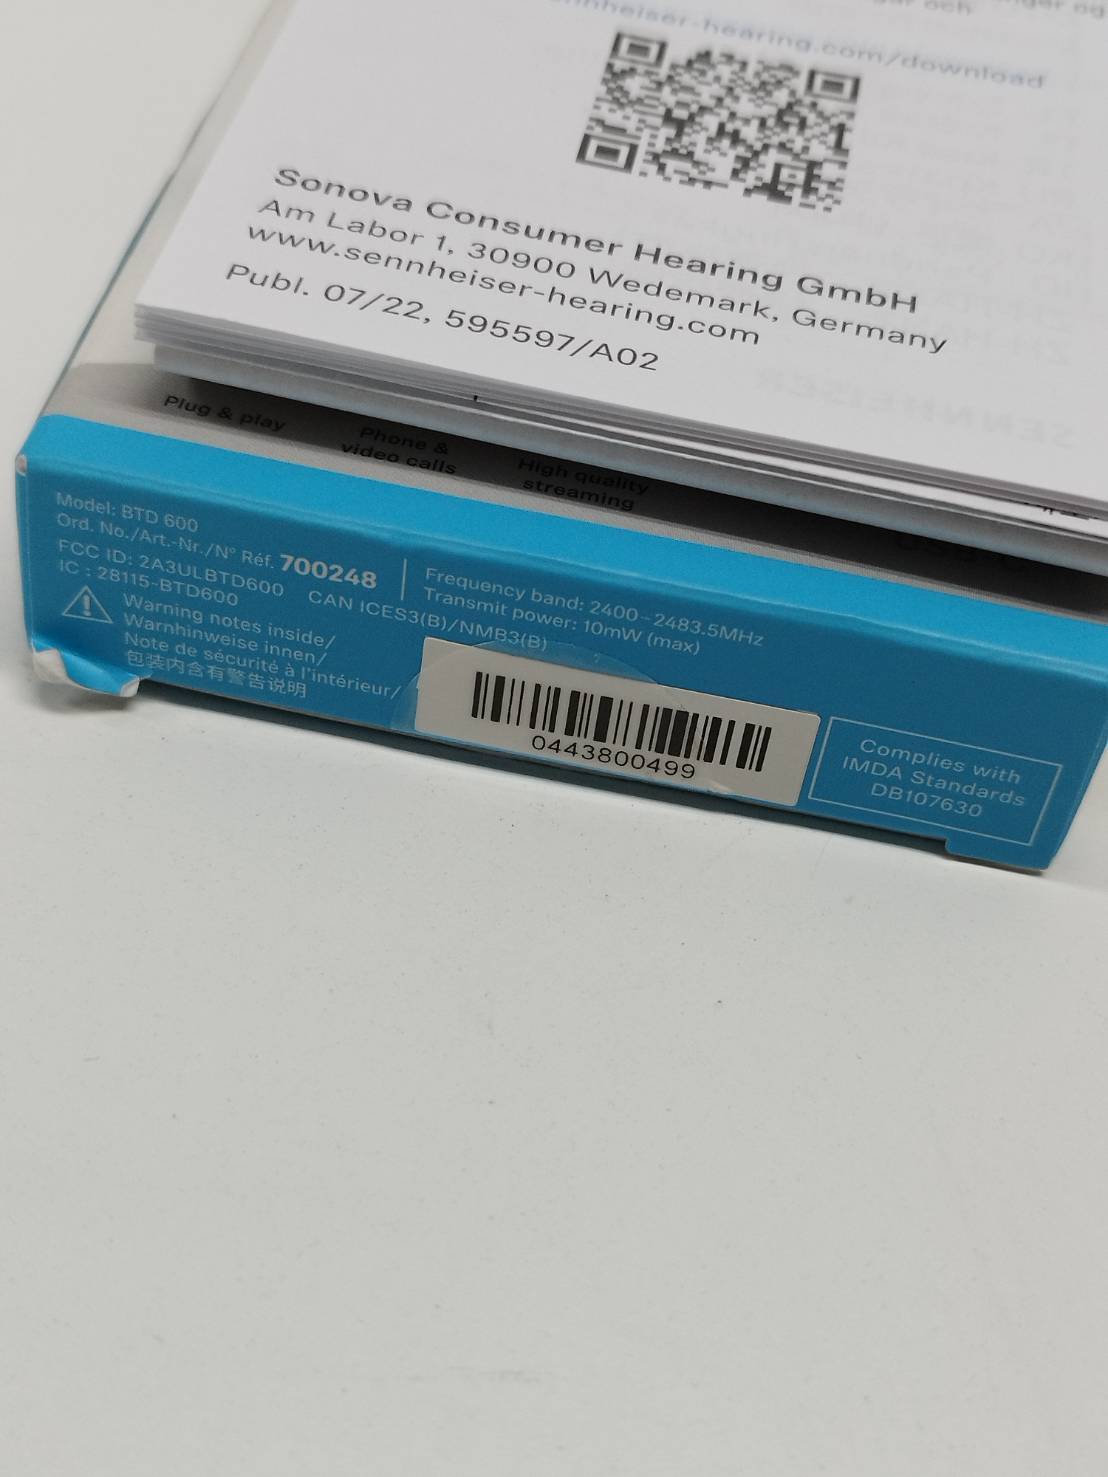 sennheiser-hearing.com/download
Sonova Consumer Hearing GmbH
Am Labor 1, 30900 Wedemark, Germany
www.sennheiser-hearing.com
Publ. 07/22, 595597/A02
Plug & play
Phone &
video calls
High quality
streaming
Model: BTD 600
Ord. No./Art.-Nr./N° Réf. 700248
FCC ID: 2A3ULBTD600 CAN ICES3(B)/NMB3(B)
IC : 28115-BTD600
Warning notes inside/
Warnhinweise innen/
Note de sécurité à l'intérieur/
包装内含有警告说明
Frequency band: 2400–2483.5MHz
Transmit power: 10mW (max)
0443800499
Complies with
IMDA Standards
DB107630